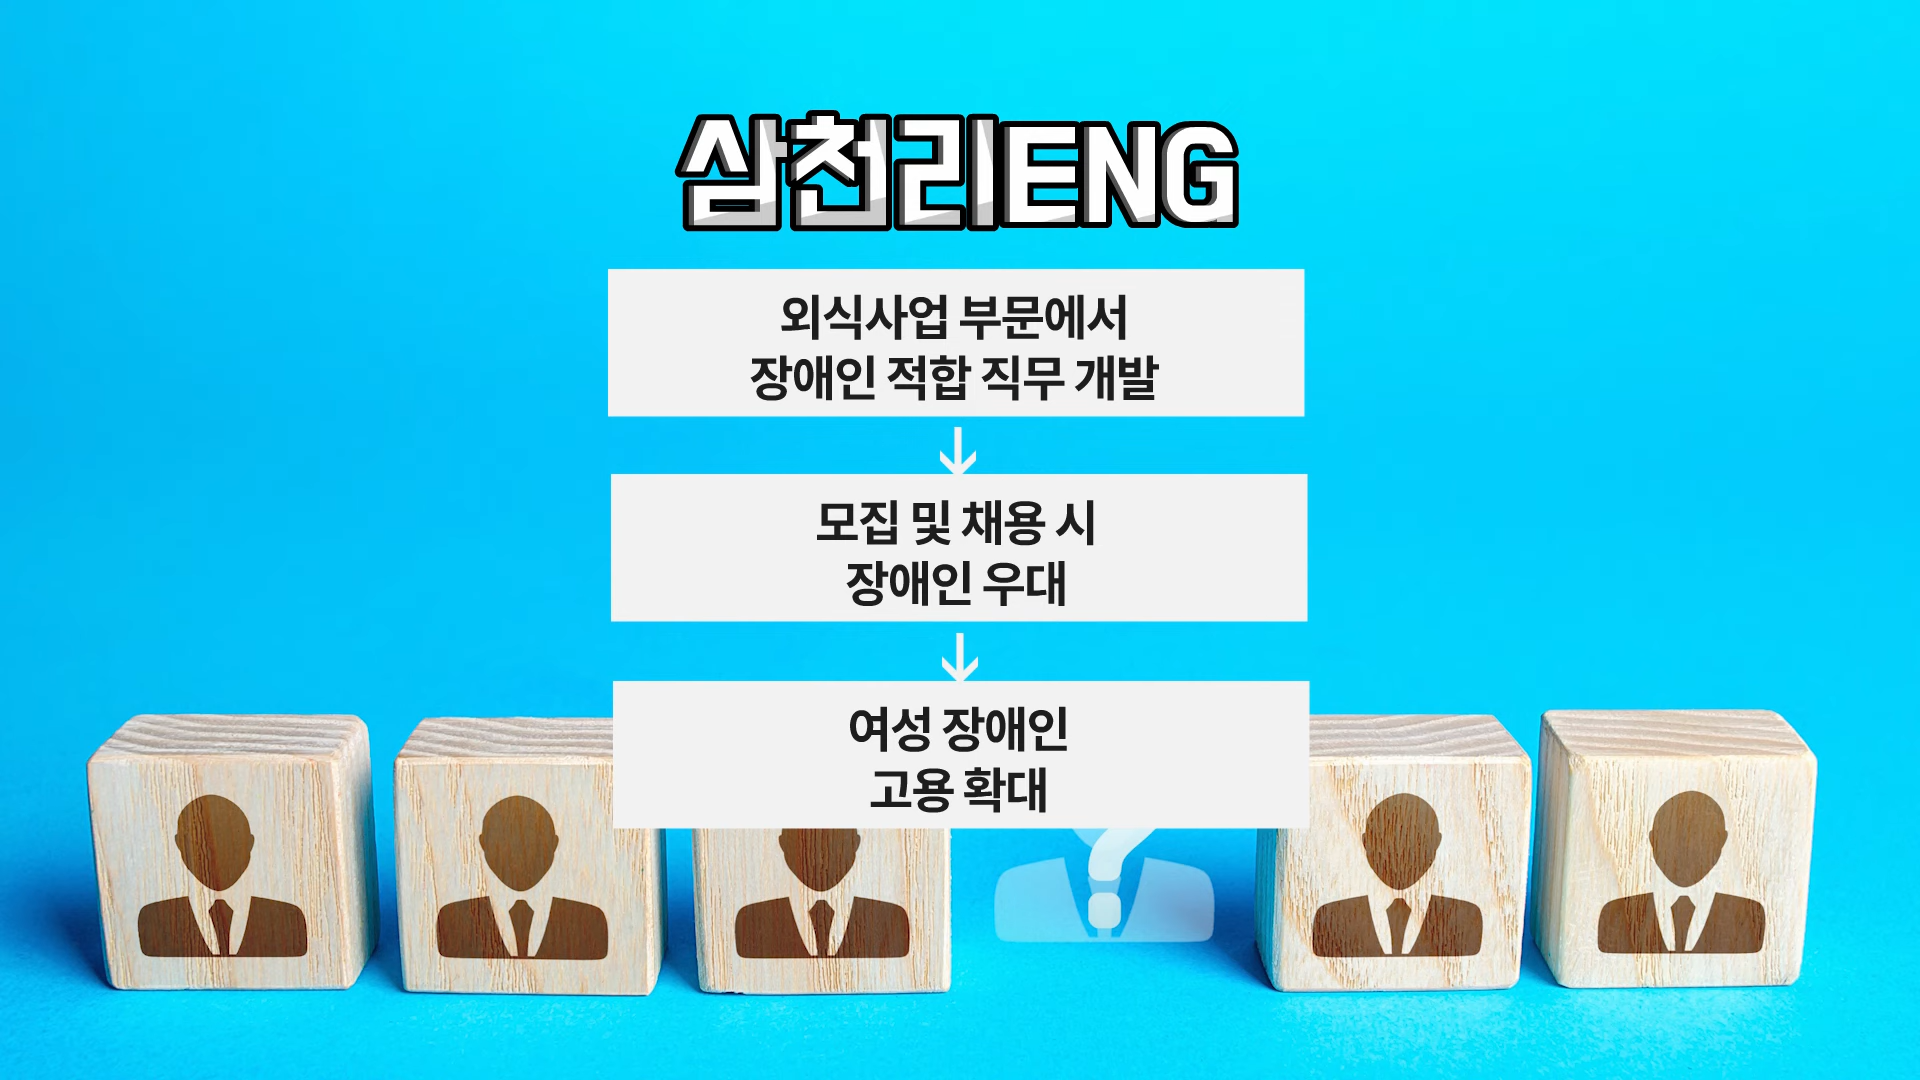 삼천리ENG
외식사업 부문에서
장애인 적합 직무 개발
↓
모집 및 채용 시
장애인 우대
↓
여성 장애인
고용 확대
?